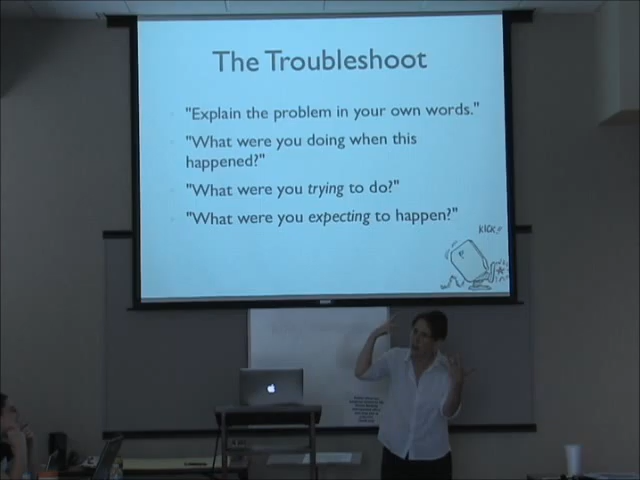 The Troubleshoot
"Explain the problem in your own words."
"What were you doing when this
happened?"
"What were you trying to do?"
"What were you expecting to happen?"
KICK!!